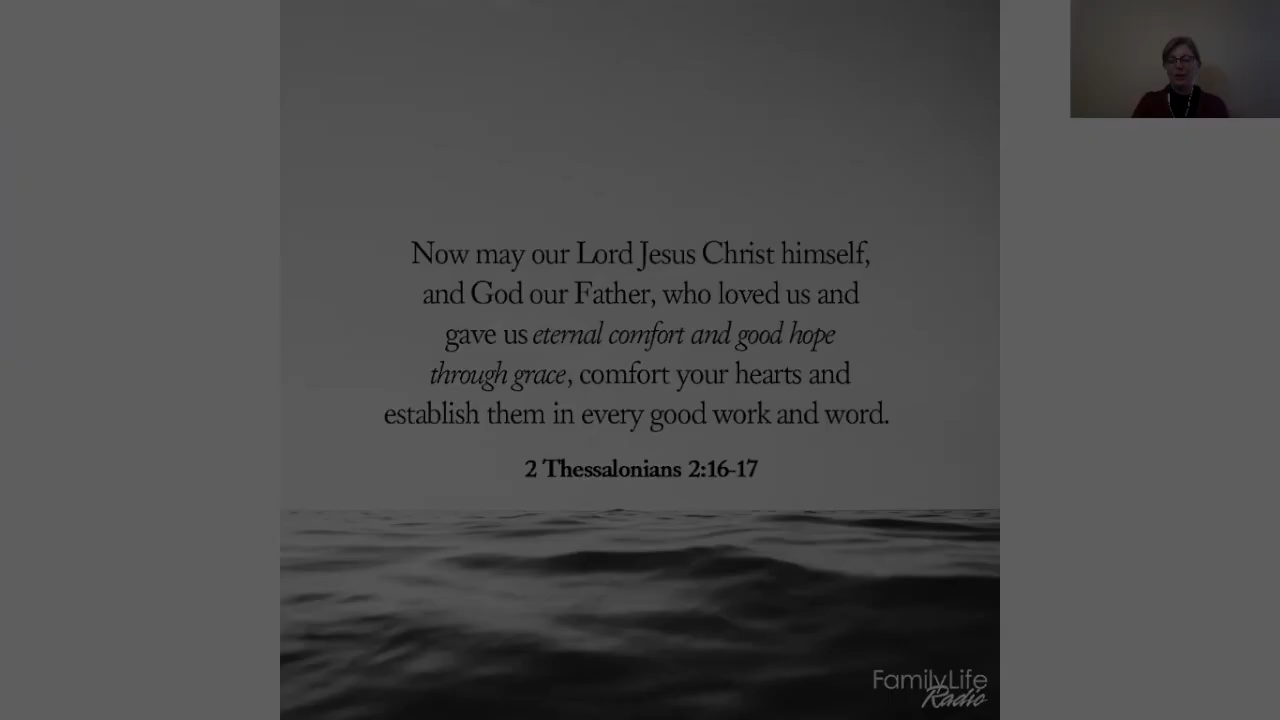 Now may our Lord Jesus Christ himself,
and God our Father, who loved us and
gave us eternal comfort and good hope
through grace, comfort your hearts and
establish them in every good work and word.
2 Thessalonians 2:16-17
FamilyLife
Radio